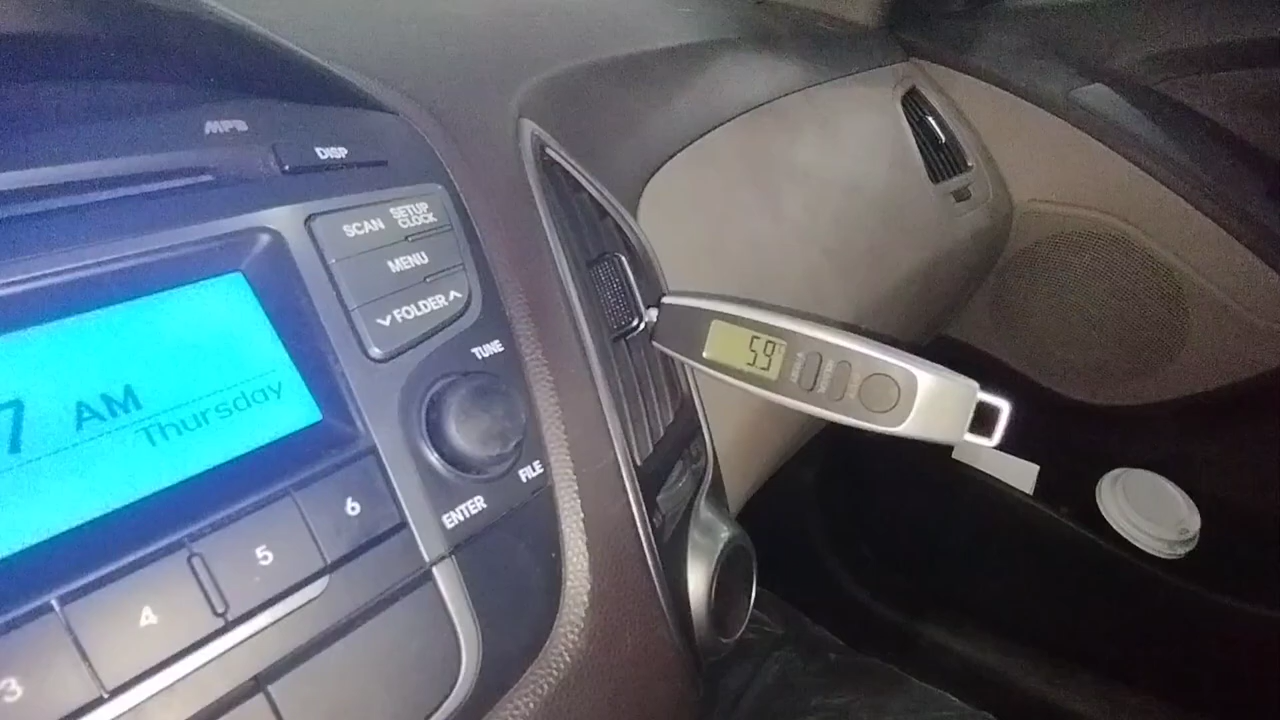 MP3
DISP
SCAN
SETUP
CLOCK
MENU
FOLDER
TUNE
7 AM
Thursday
FILE
ENTER
6
5
4
3
5.9